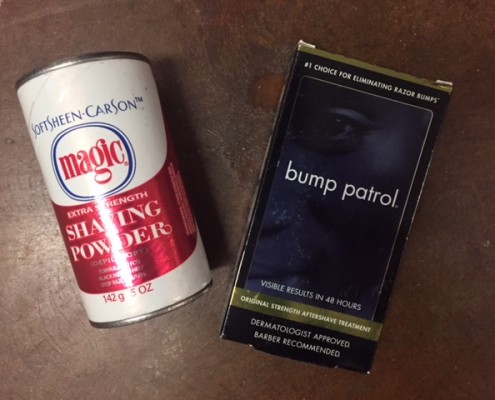 SOFTSHEEN·CARSON™
magic
EXTRA STRENGTH
SHAVING
POWDER
(DEPILATORY)
142 g 5 OZ
#1 CHOICE FOR ELIMINATING RAZOR BUMPS
bump patrol
VISIBLE RESULTS IN 48 HOURS
ORIGINAL STRENGTH AFTERSHAVE TREATMENT
DERMATOLOGIST APPROVED
BARBER RECOMMENDED